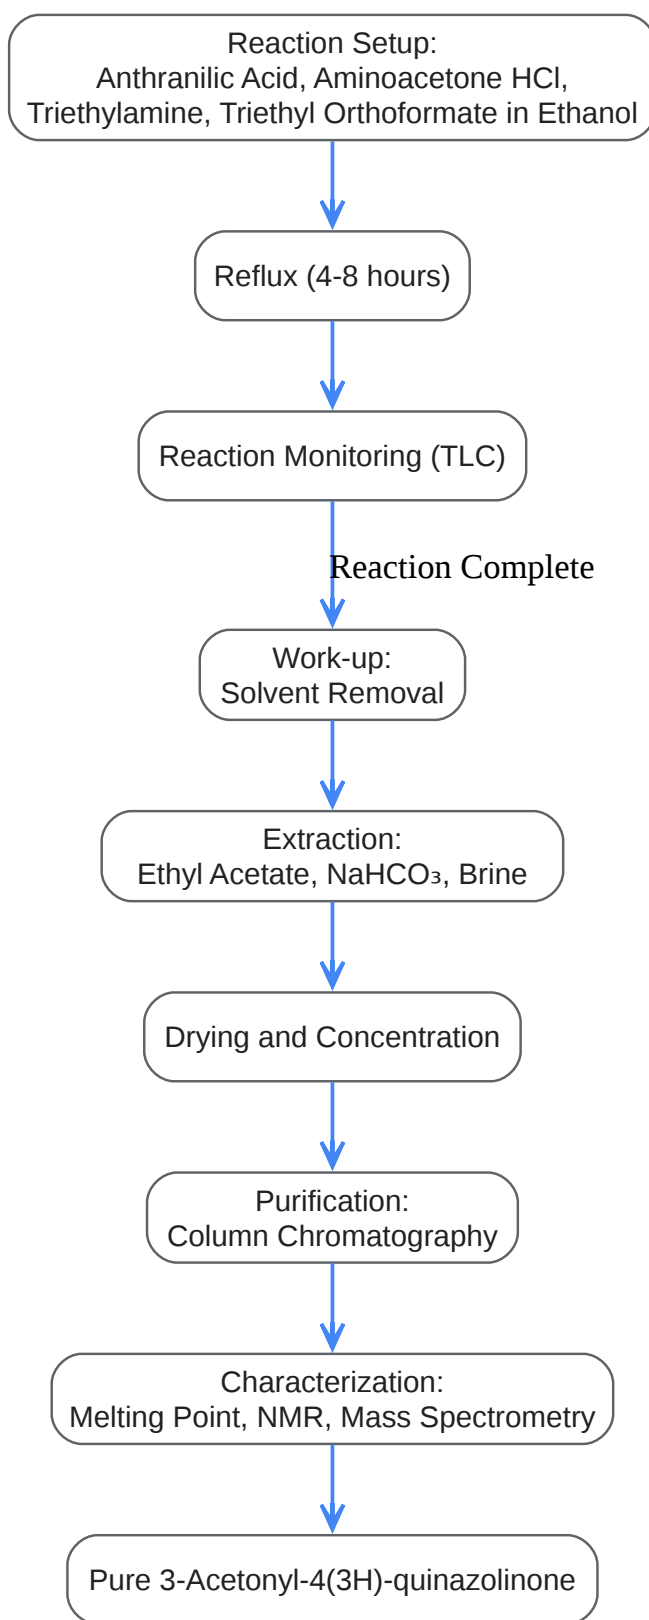 Reaction Setup:
Anthranilic Acid, Aminoacetone HCl,
Triethylamine, Triethyl Orthoformate in Ethanol
Reflux (4-8 hours)
Reaction Monitoring (TLC)
Reaction Complete
Work-up:
Solvent Removal
Extraction:
Ethyl Acetate, NaHCO₃, Brine
Drying and Concentration
Purification:
Column Chromatography
Characterization:
Melting Point, NMR, Mass Spectrometry
Pure 3-Acetonyl-4(3H)-quinazolinone